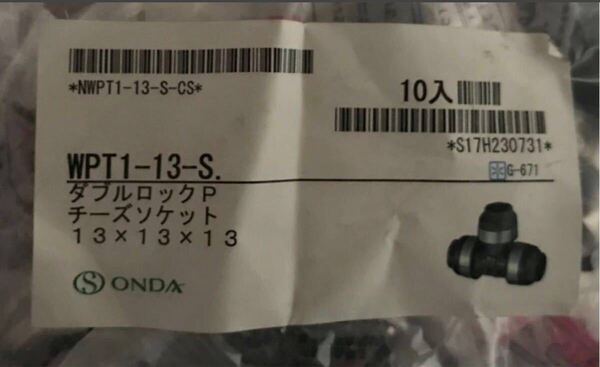 *NWPT1-13-S-CS*
10入
*S17H230731*
WPT1-13-S.
G-671
ダブルロックP
チーズソケット
13×13×13
ONDA